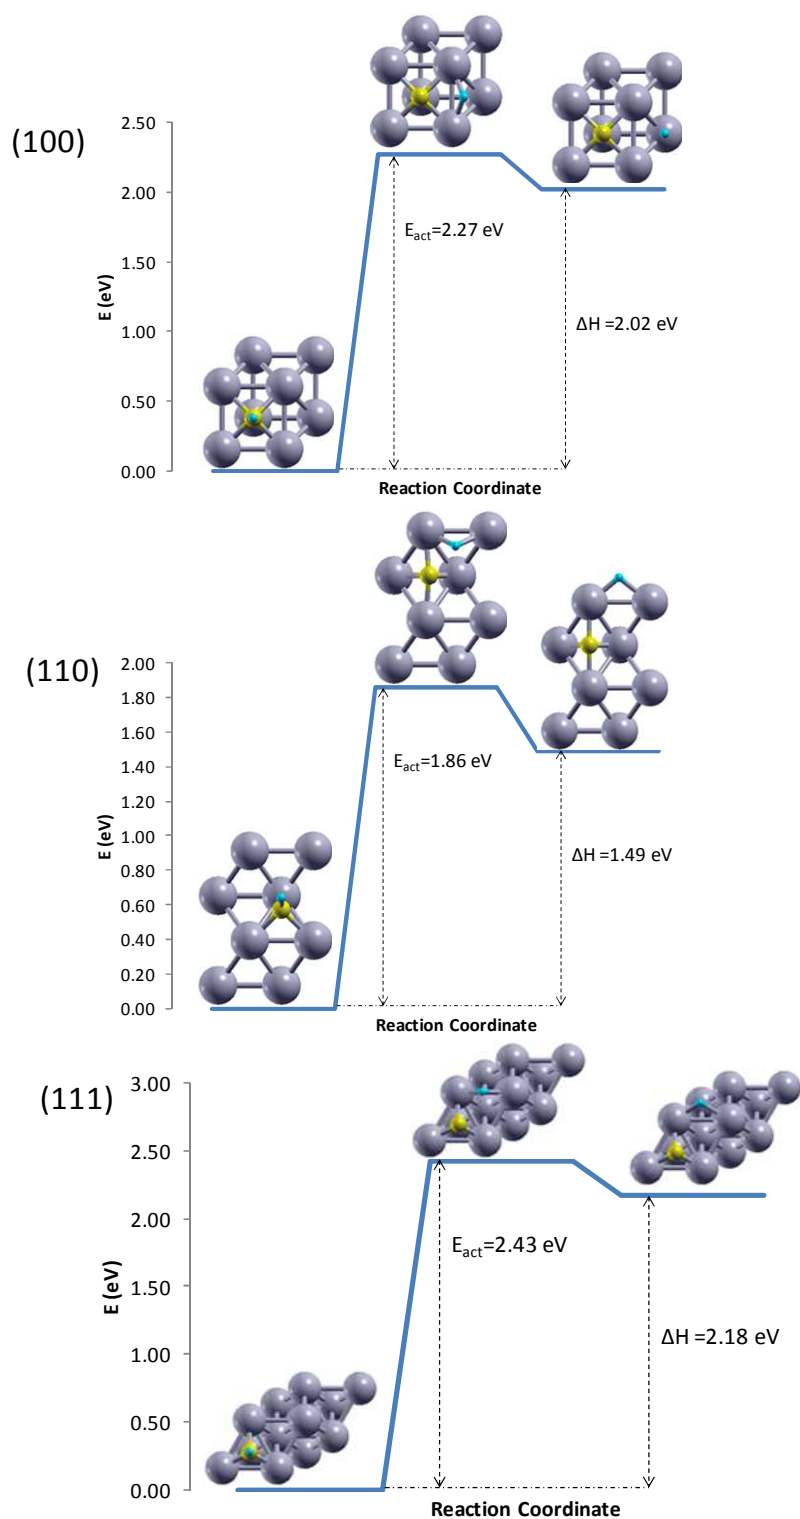 (100)
2.50
2.00
1.50
1.00
0.50
0.00
E (eV)
Eact=2.27 eV
ΔH =2.02 eV
Reaction Coordinate
(110)
2.00
1.80
1.60
1.40
1.20
1.00
0.80
0.60
0.40
0.20
0.00
E (eV)
Eact=1.86 eV
ΔH =1.49 eV
Reaction Coordinate
(111)
3.00
2.50
2.00
1.50
1.00
0.50
0.00
E (eV)
Eact=2.43 eV
ΔH =2.18 eV
Reaction Coordinate